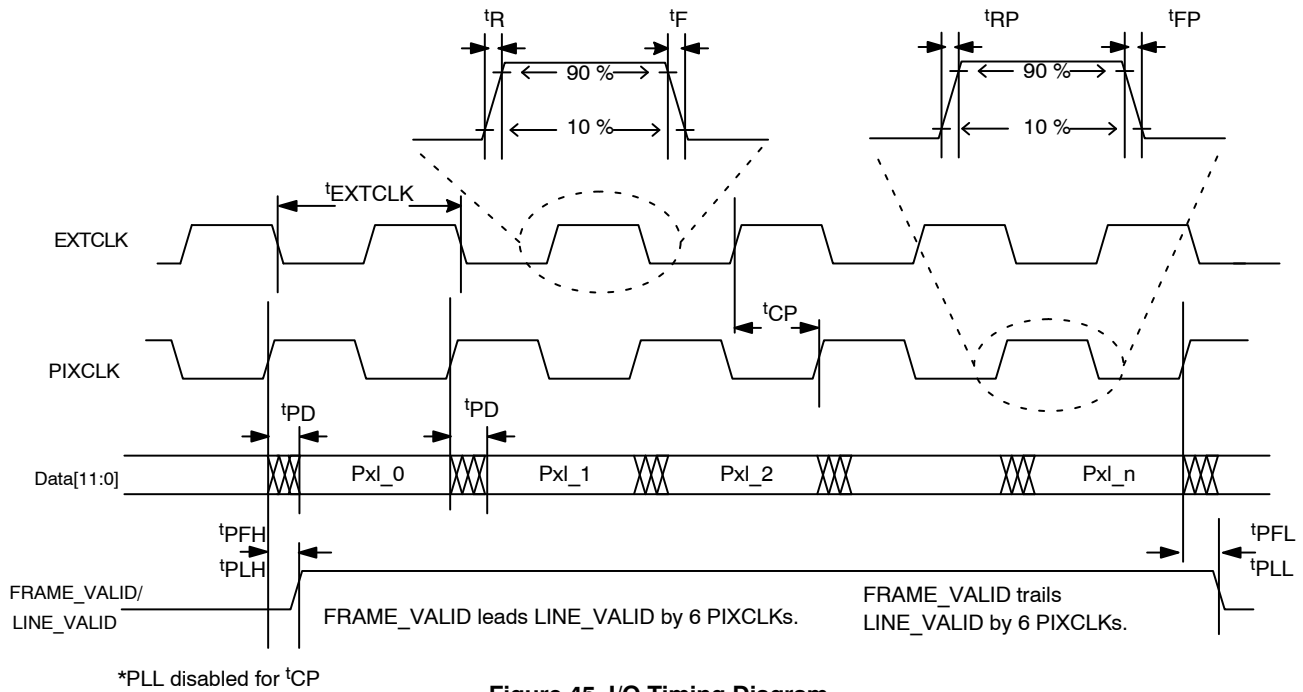 tR
tF
tRP
tFP
90 %
90 %
10 %
10 %
tEXTCLK
EXTCLK
tCP
PIXCLK
tPD
tPD
Data[11:0]
Pxl_0
Pxl_1
Pxl_2
Pxl_n
tPFH
tPLH
tPFL
tPLL
FRAME_VALID/
LINE_VALID
FRAME_VALID leads LINE_VALID by 6 PIXCLKs.
FRAME_VALID trails
LINE_VALID by 6 PIXCLKs.
*PLL disabled for tCP
Figure 45. I/O Timing Diagram